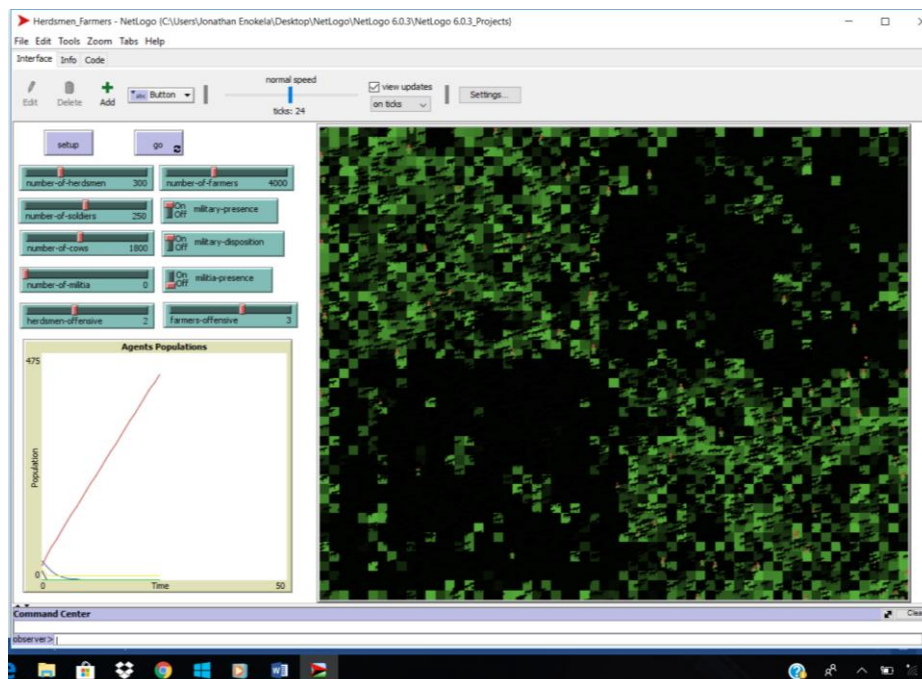 Herdsmen_Farmers - NetLogo {C:\Users\Jonathan Enokela\Desktop\NetLogo\NetLogo 6.0.3\NetLogo 6.0.3_Projects}
File Edit Tools Zoom Tabs Help
Interface Info Code
Edit Delete Add Button normal speed ticks: 24 view updates on ticks Settings...
setup go
number-of-herdsmen 300 number-of-farmers 4000
number-of-soldiers 250 On Off military-presence
number-of-cows 1800 On Off military-disposition
number-of-militia 0 On Off militia-presence
herdsmen-offensive 2 farmers-offensive 3
Agents Populations
475
Population
0
0 Time 50
Command Center
observer>